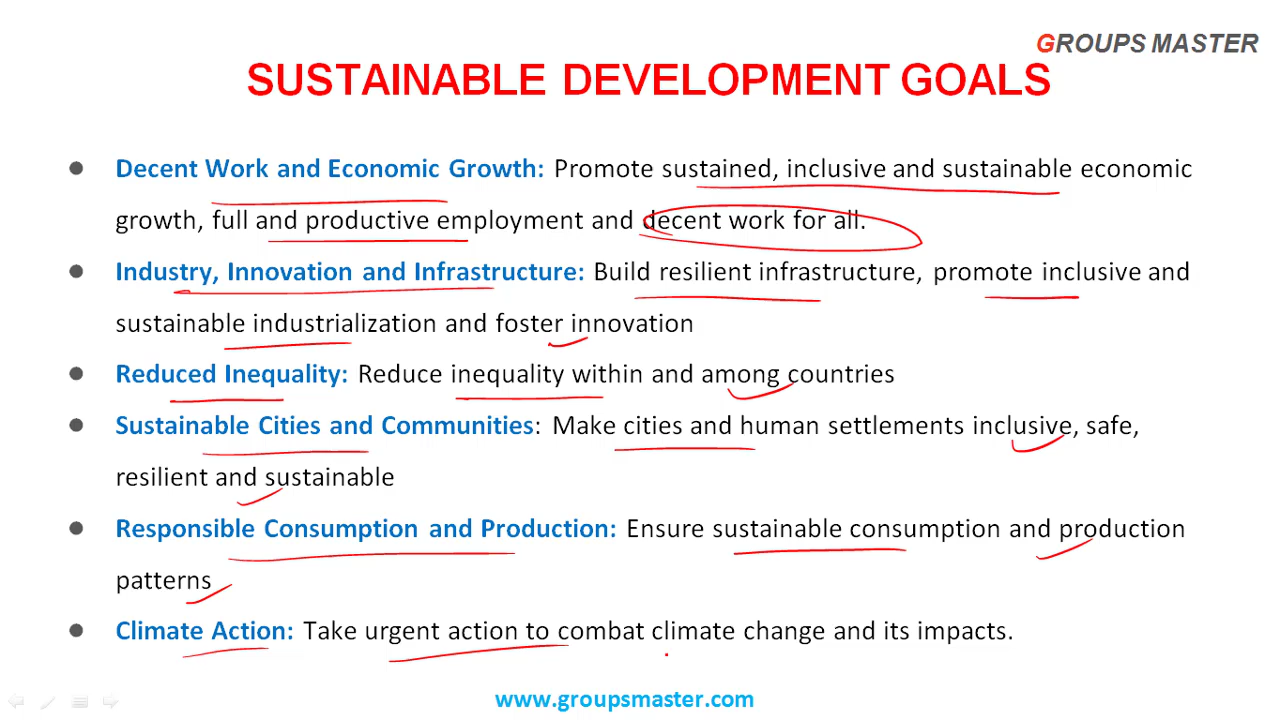 GROUPS MASTER
SUSTAINABLE DEVELOPMENT GOALS
● Decent Work and Economic Growth: Promote sustained, inclusive and sustainable economic
growth, full and productive employment and decent work for all.
● Industry, Innovation and Infrastructure: Build resilient infrastructure, promote inclusive and
sustainable industrialization and foster innovation
● Reduced Inequality: Reduce inequality within and among countries
● Sustainable Cities and Communities: Make cities and human settlements inclusive, safe,
resilient and sustainable
● Responsible Consumption and Production: Ensure sustainable consumption and production
patterns
● Climate Action: Take urgent action to combat climate change and its impacts.
www.groupsmaster.com